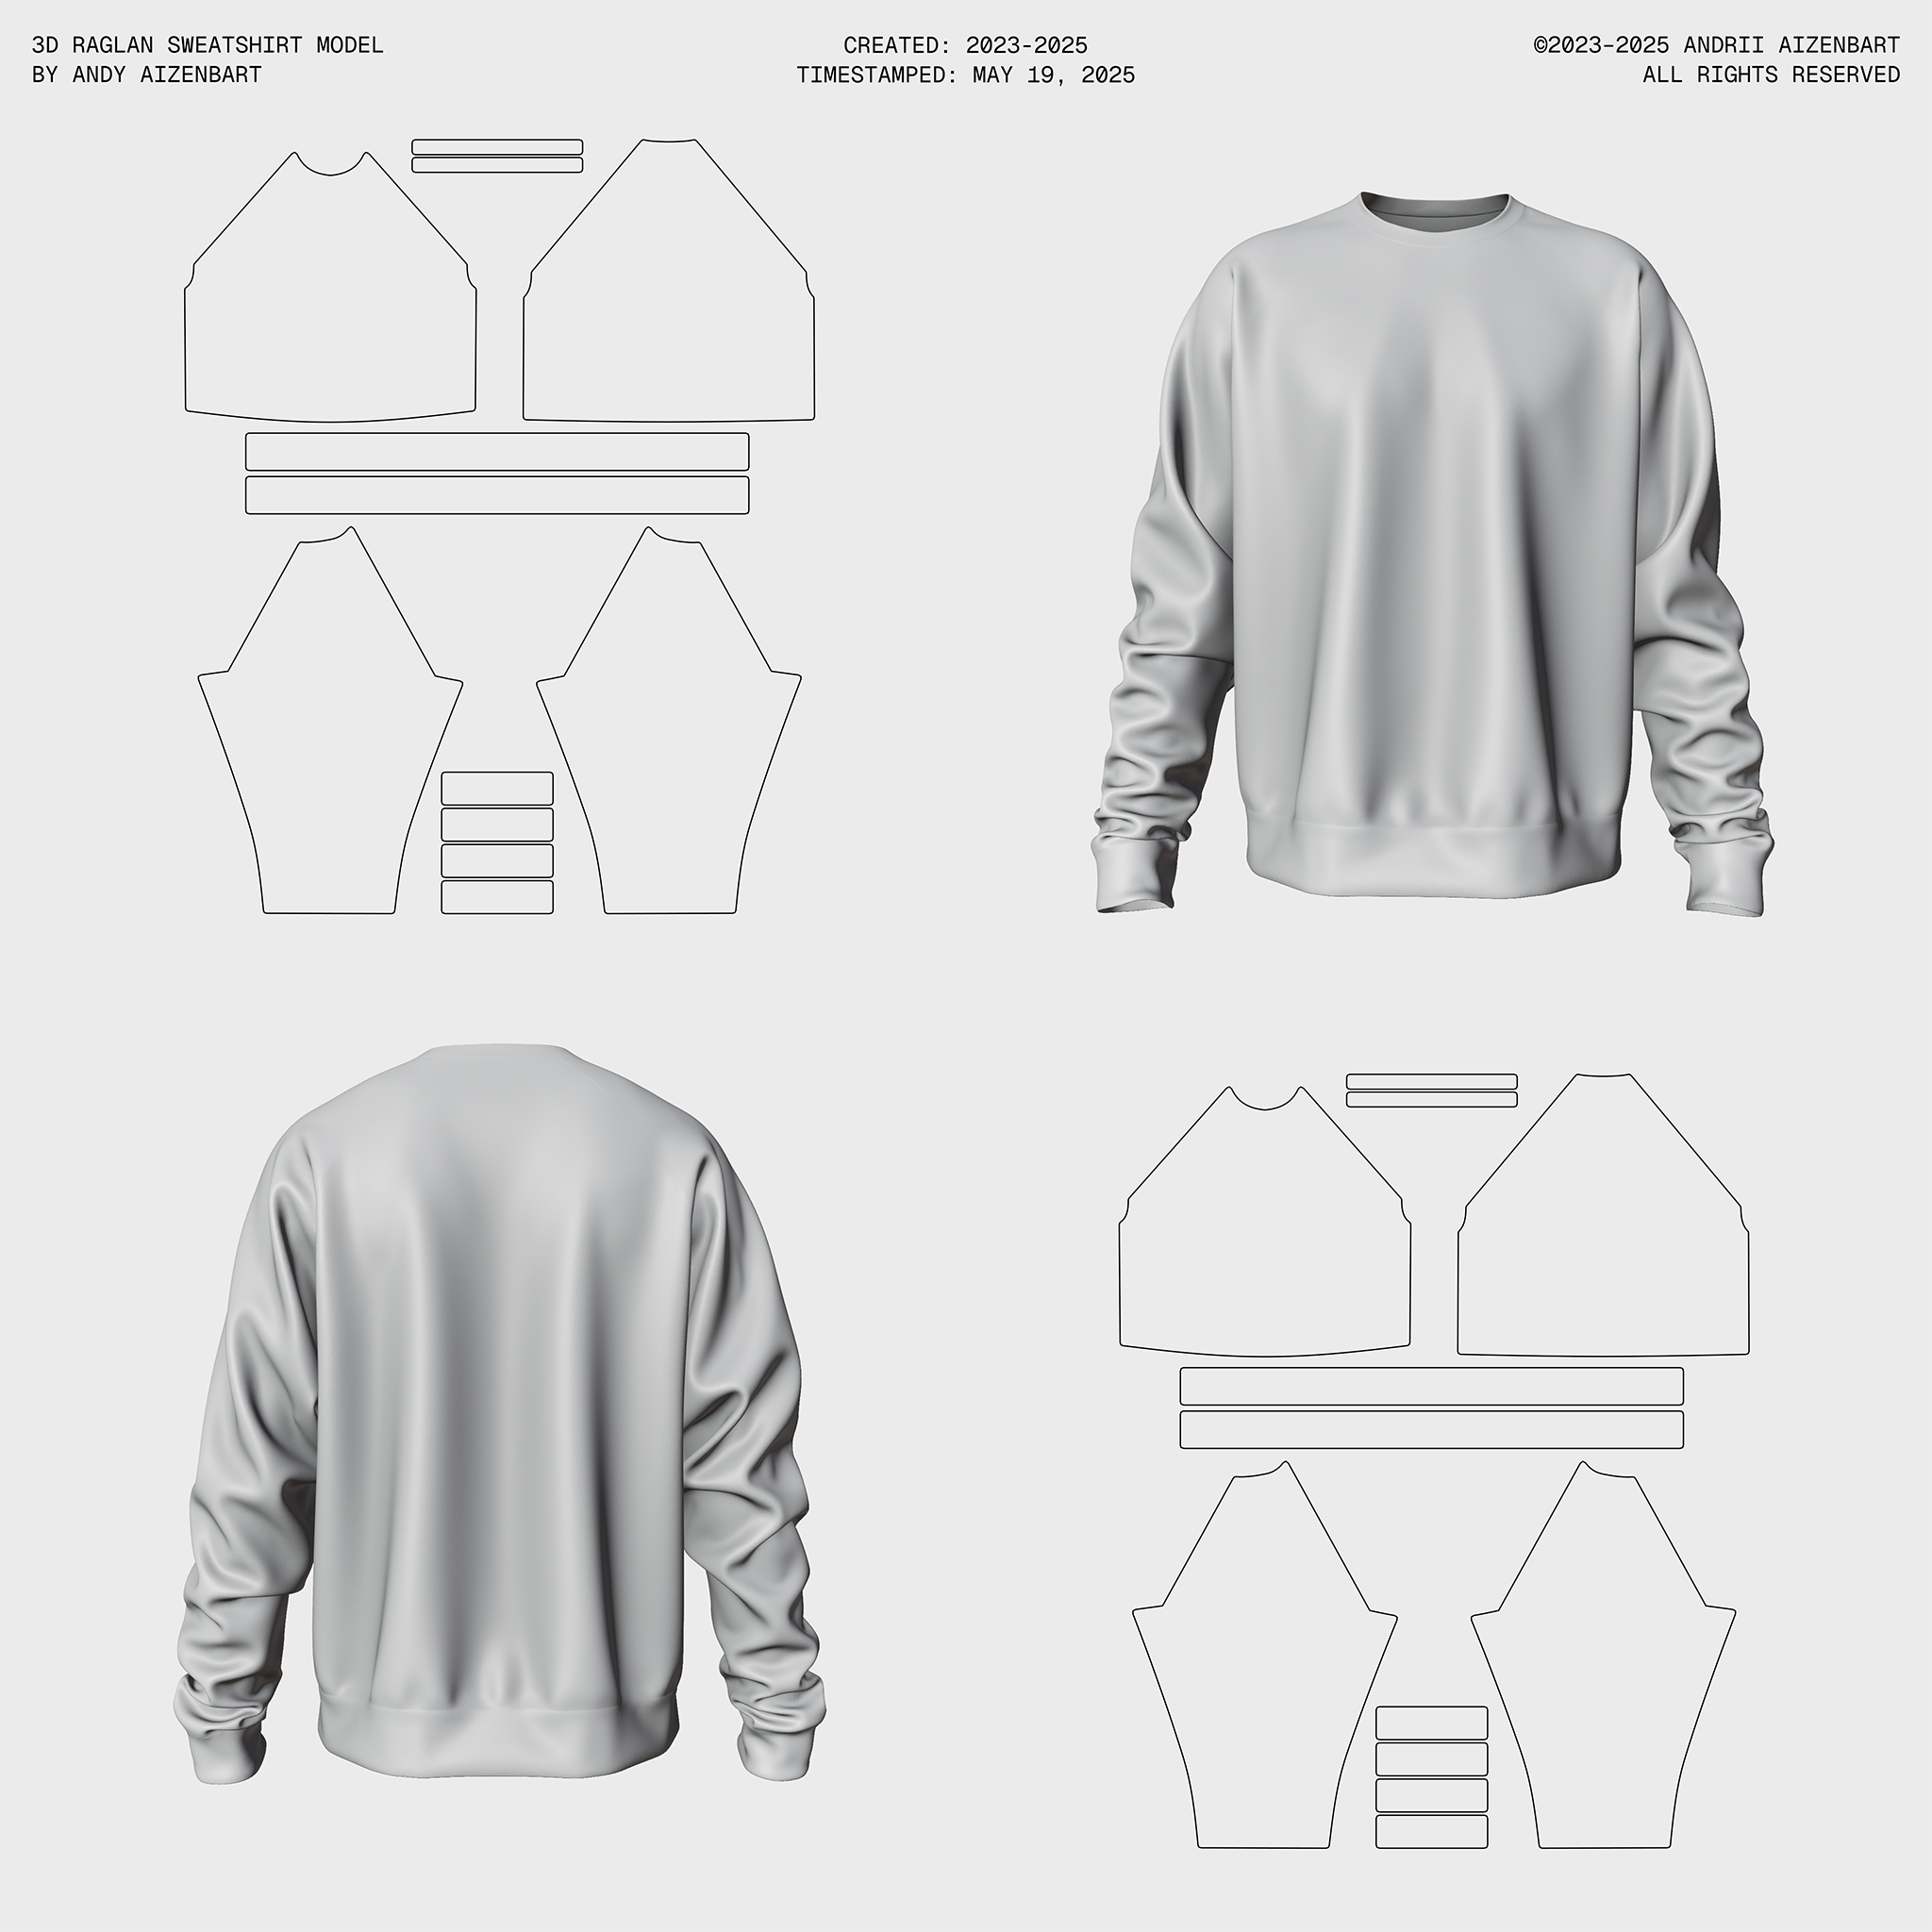 3D RAGLAN SWEATSHIRT MODEL
BY ANDY AIZENBART
CREATED: 2023-2025
TIMESTAMPED: MAY 19, 2025
©2023-2025 ANDRII AIZENBART
ALL RIGHTS RESERVED